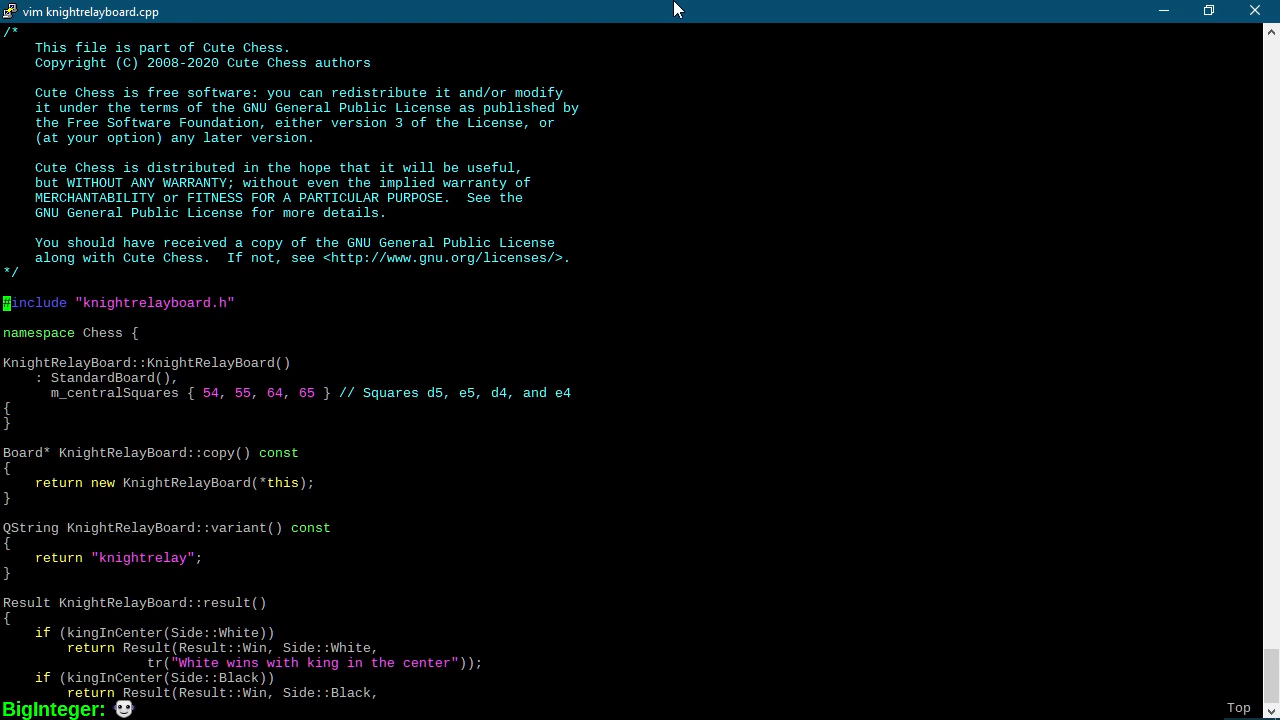 vim knightrelayboard.cpp
/*
    This file is part of Cute Chess.
    Copyright (C) 2008-2020 Cute Chess authors

    Cute Chess is free software: you can redistribute it and/or modify
    it under the terms of the GNU General Public License as published by
    the Free Software Foundation, either version 3 of the License, or
    (at your option) any later version.

    Cute Chess is distributed in the hope that it will be useful,
    but WITHOUT ANY WARRANTY; without even the implied warranty of
    MERCHANTABILITY or FITNESS FOR A PARTICULAR PURPOSE.  See the
    GNU General Public License for more details.

    You should have received a copy of the GNU General Public License
    along with Cute Chess.  If not, see <http://www.gnu.org/licenses/>.
*/

#include "knightrelayboard.h"

namespace Chess {

KnightRelayBoard::KnightRelayBoard()
    : StandardBoard(),
      m_centralSquares { 54, 55, 64, 65 } // Squares d5, e5, d4, and e4
{
}

Board* KnightRelayBoard::copy() const
{
    return new KnightRelayBoard(*this);
}

QString KnightRelayBoard::variant() const
{
    return "knightrelay";
}

Result KnightRelayBoard::result()
{
    if (kingInCenter(Side::White))
        return Result(Result::Win, Side::White,
                  tr("White wins with king in the center"));
    if (kingInCenter(Side::Black))
        return Result(Result::Win, Side::Black,
BigInteger:
Top